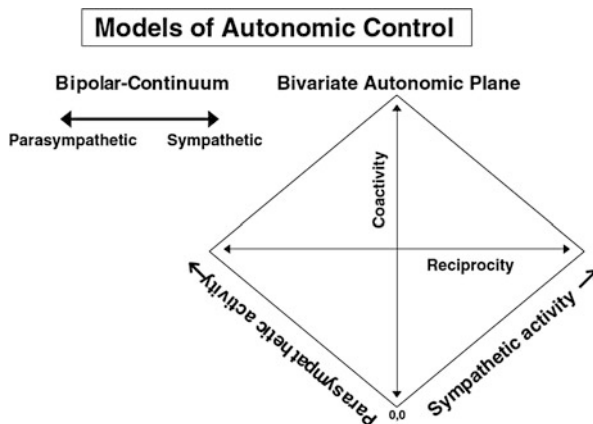 Models of Autonomic Control
Bipolar-Continuum
Parasympathetic Sympathetic
Bivariate Autonomic Plane
Coactivity
Reciprocity
Parasympathetic activity
Sympathetic activity
0,0